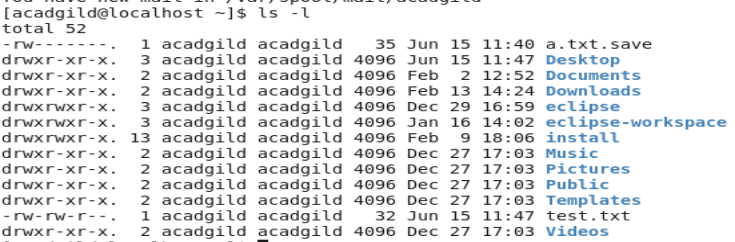 You have new mail in /var/spool/mail/acadgild
[acadgild@localhost ~]$ ls -l
total 52
-rw-------.  1 acadgild acadgild   35 Jun 15 11:40 a.txt.save
drwxr-xr-x.  3 acadgild acadgild 4096 Jun 15 11:47 Desktop
drwxr-xr-x.  2 acadgild acadgild 4096 Feb  2 12:52 Documents
drwxr-xr-x.  2 acadgild acadgild 4096 Feb 13 14:24 Downloads
drwxrwxr-x.  3 acadgild acadgild 4096 Dec 29 16:59 eclipse
drwxrwxr-x.  3 acadgild acadgild 4096 Jan 16 14:02 eclipse-workspace
drwxrwxr-x. 13 acadgild acadgild 4096 Feb  9 18:06 install
drwxr-xr-x.  2 acadgild acadgild 4096 Dec 27 17:03 Music
drwxr-xr-x.  2 acadgild acadgild 4096 Dec 27 17:03 Pictures
drwxr-xr-x.  2 acadgild acadgild 4096 Dec 27 17:03 Public
drwxr-xr-x.  2 acadgild acadgild 4096 Dec 27 17:03 Templates
-rw-rw-r--.  1 acadgild acadgild   32 Jun 15 11:47 test.txt
drwxr-xr-x.  2 acadgild acadgild 4096 Dec 27 17:03 Videos